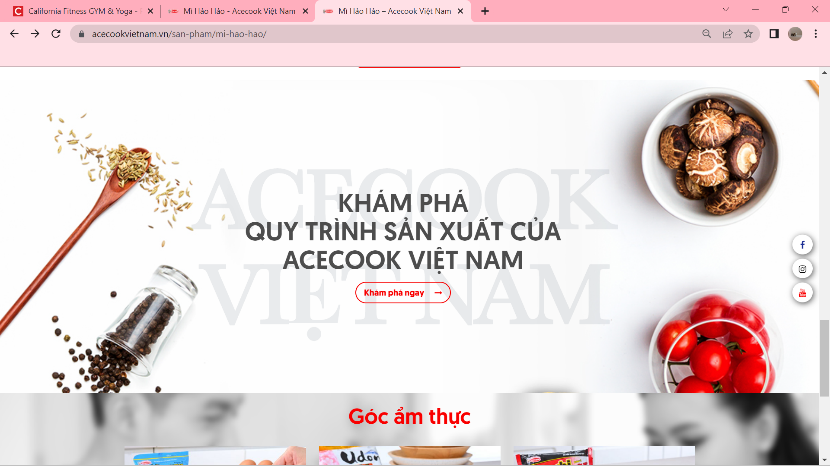 California Fitness GYM & Yoga -
Mì Hảo Hảo - Acecook Việt Nam
Mì Hảo Hảo – Acecook Việt Nam
acecookvietnam.vn/san-pham/mi-hao-hao/
ACECOOK
VIỆT NAM
KHÁM PHÁ
QUY TRÌNH SẢN XUẤT CỦA
ACECOOK VIỆT NAM
Khám phá ngay
Góc ẩm thực
Udon